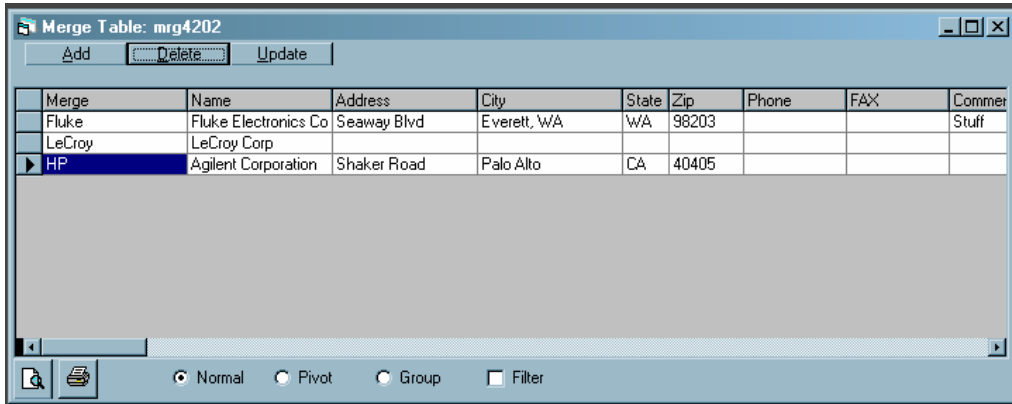 Merge Table: mrg4202
Add Delete Update
Merge Name Address City State Zip Phone FAX Commer
Fluke Fluke Electronics Co Seaway Blvd Everett, WA WA 98203 Stuff
LeCroy LeCroy Corp
HP Agilent Corporation Shaker Road Palo Alto CA 40405
Normal Pivot Group Filter